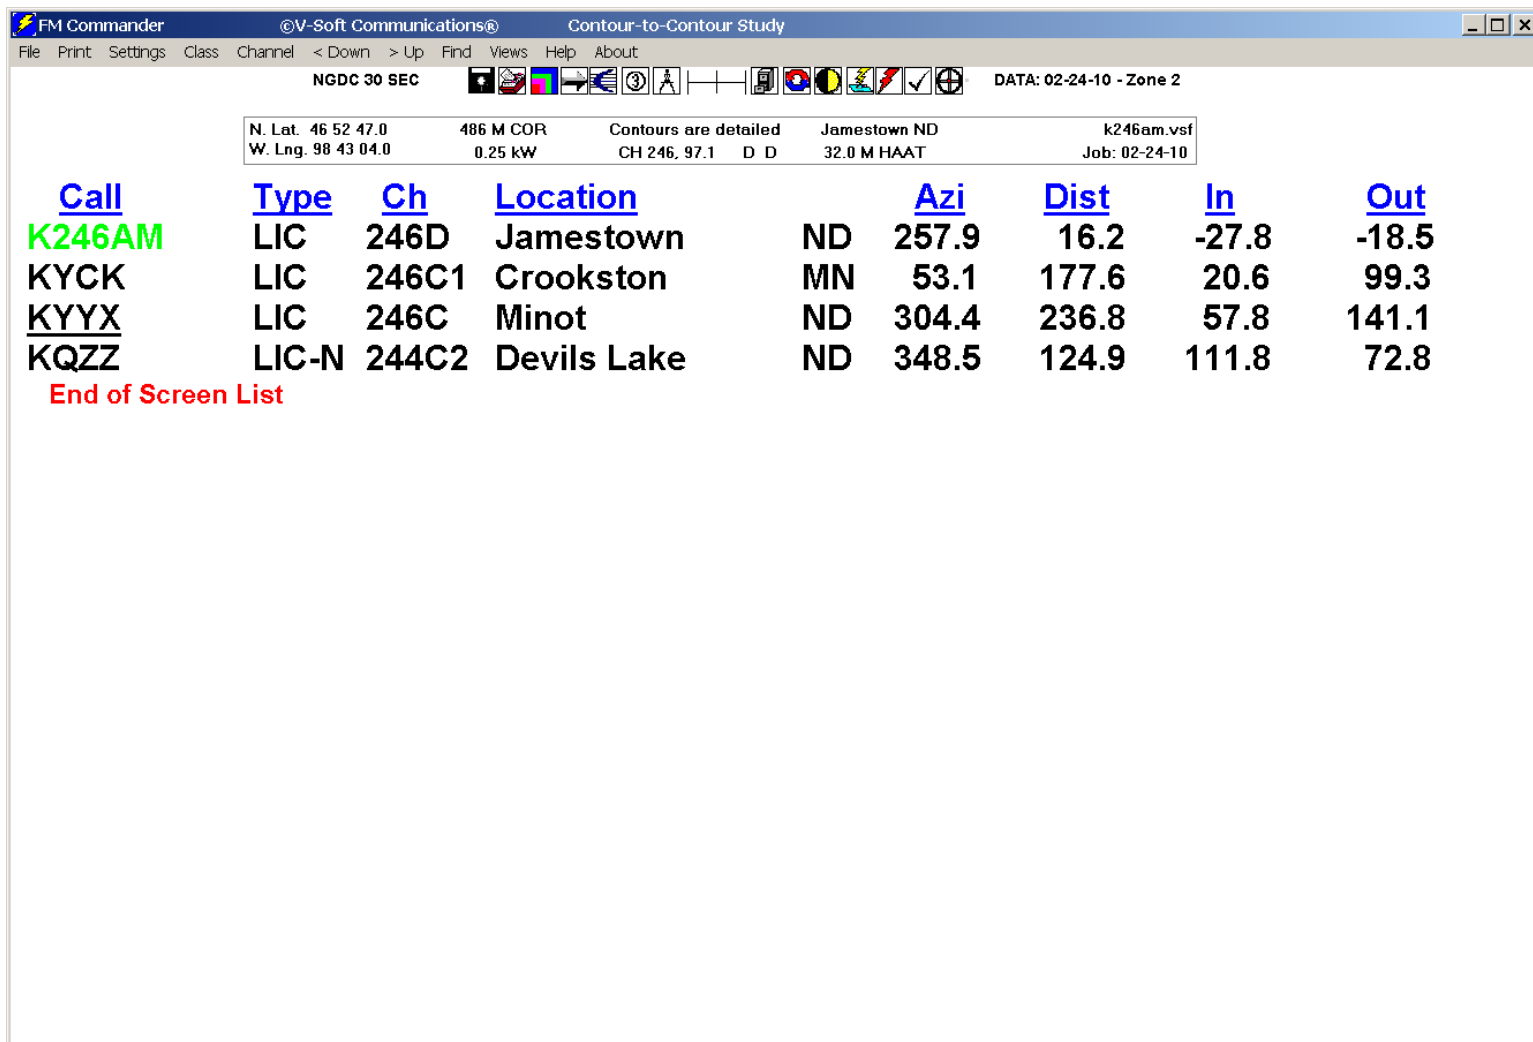 FM Commander ©V-Soft Communications® Contour-to-Contour Study
File Print Settings Class Channel < Down > Up Find Views Help About
NGDC 30 SEC 3 DATA: 02-24-10 - Zone 2
N. Lat. 46 52 47.0 486 M COR Contours are detailed Jamestown ND k246am.vsf
W. Lng. 98 43 04.0 0.25 kW CH 246, 97.1 D D 32.0 M HAAT Job: 02-24-10
Call Type Ch Location Azi Dist In Out
K246AM LIC 246D Jamestown ND 257.9 16.2 -27.8 -18.5
KYCK LIC 246C1 Crookston MN 53.1 177.6 20.6 99.3
KYYX LIC 246C Minot ND 304.4 236.8 57.8 141.1
KQZZ LIC-N 244C2 Devils Lake ND 348.5 124.9 111.8 72.8
End of Screen List